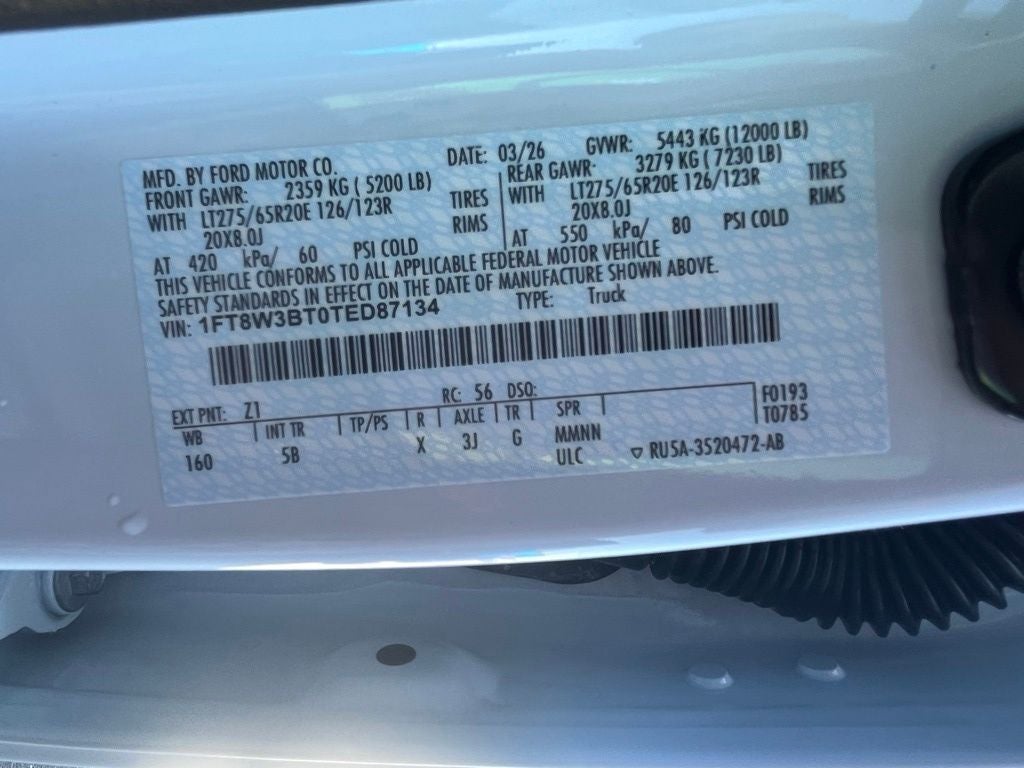 MFD. BY FORD MOTOR CO.
DATE: 03/26 GVWR: 5443 KG (12000 LB)
FRONT GAWR: 2359 KG ( 5200 LB)
WITH LT275/65R20E 126/123R TIRES
20X8.0J RIMS
AT 420 kPa/ 60 PSI COLD
REAR GAWR: 3279 KG ( 7230 LB)
WITH LT275/65R20E 126/123R TIRES
20X8.0J RIMS
AT 550 kPa/ 80 PSI COLD
THIS VEHICLE CONFORMS TO ALL APPLICABLE FEDERAL MOTOR VEHICLE
SAFETY STANDARDS IN EFFECT ON THE DATE OF MANUFACTURE SHOWN ABOVE.
VIN: 1FT8W3BT0TED87134 TYPE: Truck
EXT PNT: Z1 RC: 56 DSO:
WB INT TR TP/PS R AXLE TR SPR
160 5B X 3J G MMNN
ULC
F0193
T0785
RU5A-3520472-AB